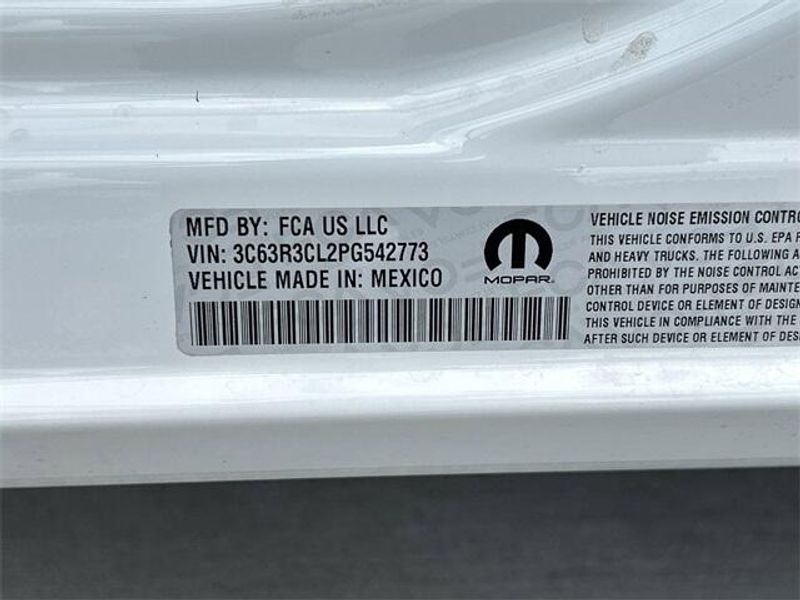 MFD BY: FCA US LLC
VIN: 3C63R3CL2PG542773
VEHICLE MADE IN: MEXICO
MOPAR
VEHICLE NOISE EMISSION CONTRO
THIS VEHICLE CONFORMS TO U.S. EPA
AND HEAVY TRUCKS. THE FOLLOWING A
PROHIBITED BY THE NOISE CONTROL AC
OTHER THAN FOR PURPOSES OF MAINTE
CONTROL DEVICE OR ELEMENT OF DESIGN
THIS VEHICLE IN COMPLIANCE WITH THE
AFTER SUCH DEVICE OR ELEMENT OF DES